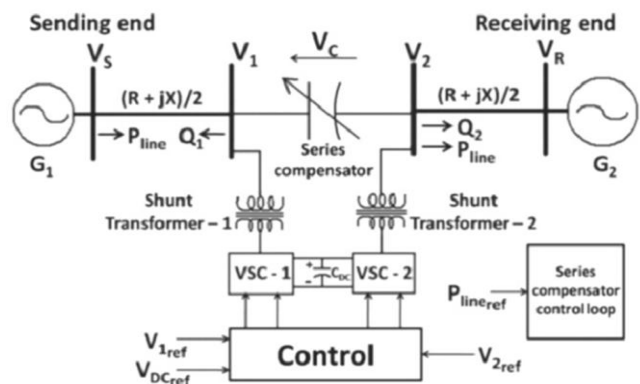 Sending end
Receiving end
V_S
V_1
V_C
V_2
V_R
(R + jX)/2
(R + jX)/2
P_line
Q_1
Q_2
P_line
G_1
G_2
Series
compensator
Shunt
Transformer – 1
Shunt
Transformer – 2
VSC - 1
+
-
C_DC
VSC - 2
P_line_ref
Series
compensator
control loop
V_1ref
V_DC_ref
Control
V_2ref